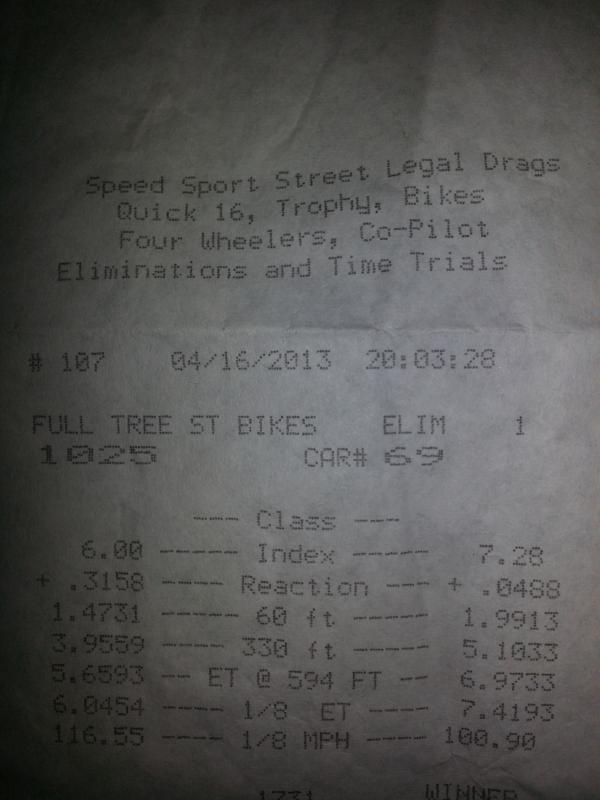 Speed Sport Street Legal Drags
Quick 16, Trophy, Bikes
Four Wheelers, Co-Pilot
Eliminations and Time Trials
# 107 04/16/2013 20:03:28
FULL TREE ST BIKES ELIM 1
1025 CAR# 69
---- Class ---
6.00 ----- Index ----- 7.28
+ .3158 ---- Reaction --- + .0488
1.4731 ----- 60 ft ----- 1.9913
3.9559 ---- 330 ft ---- 5.1033
5.6593 -- ET @ 594 FT -- 6.9733
6.0454 ---- 1/8 ET ---- 7.4193
116.55 ---- 1/8 MPH ---- 100.90
WINNER